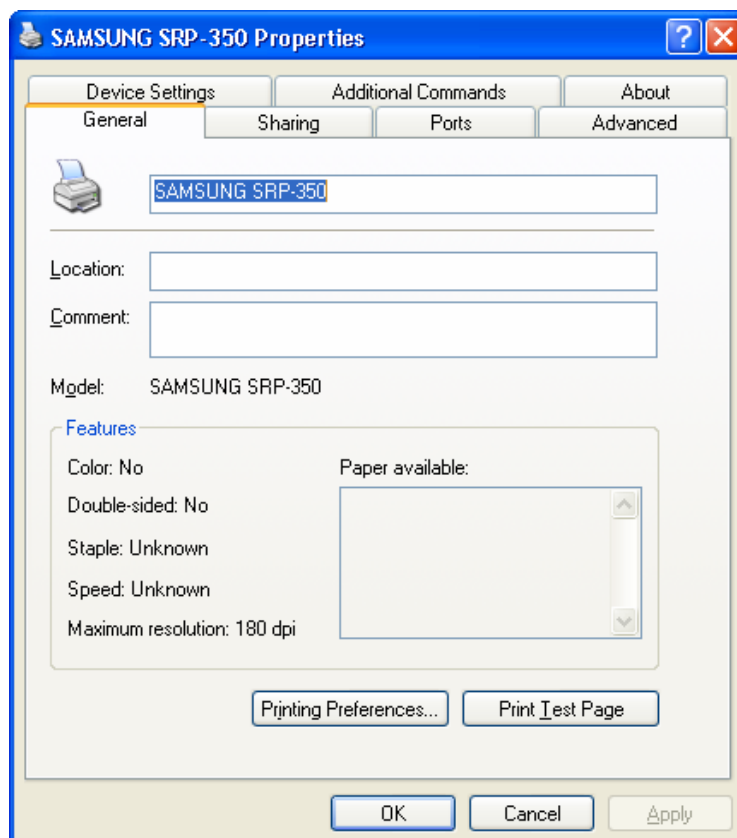 SAMSUNG SRP-350 Properties
Device Settings Additional Commands About
General Sharing Ports Advanced
SAMSUNG SRP-350
Location:
Comment:
Model: SAMSUNG SRP-350
Features
Color: No Paper available:
Double-sided: No
Staple: Unknown
Speed: Unknown
Maximum resolution: 180 dpi
Printing Preferences... Print Test Page
OK Cancel Apply